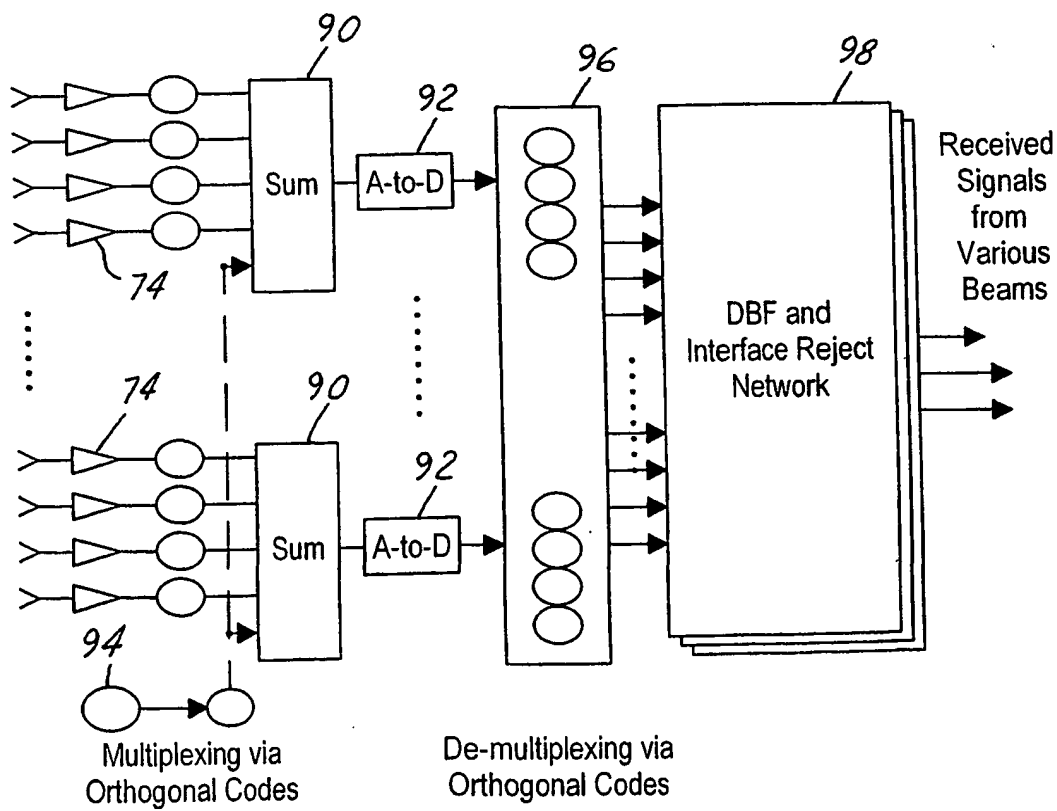 90
96
98
92
Sum
A-to-D
74
Received
Signals
from
Various
Beams
DBF and
Interface Reject
Network
74
90
92
Sum
A-to-D
94
Multiplexing via
Orthogonal Codes
De-multiplexing via
Orthogonal Codes